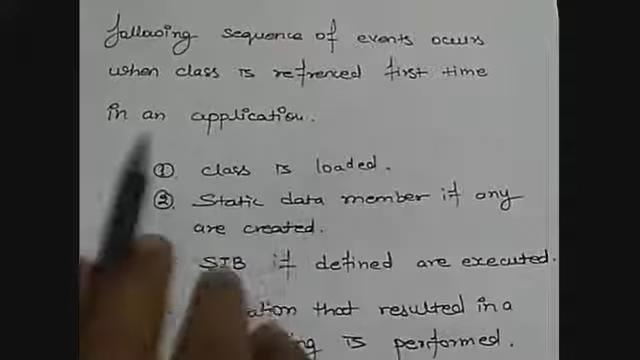 following sequence of events occurs
when class is refrenced first time
in an application.
① class is loaded.
② Static data member if any
are created.
SIB if defined are executed.
ation that resulted in a
ing is performed.